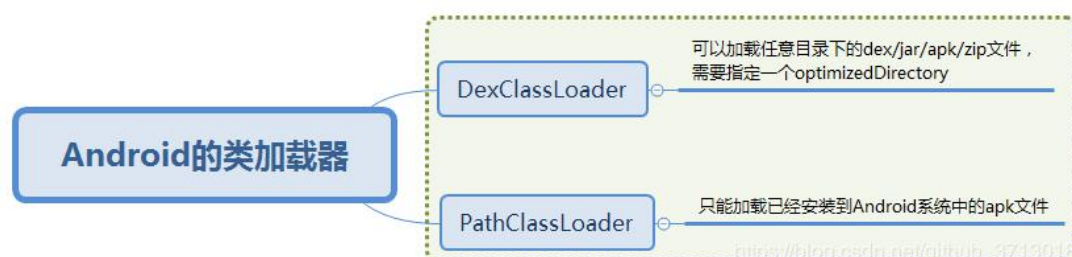 可以加载任意目录下的dex/jar/apk/zip文件，
需要指定一个optimizedDirectory
DexClassLoader
Android的类加载器
只能加载已经安装到Android系统中的apk文件
PathClassLoader